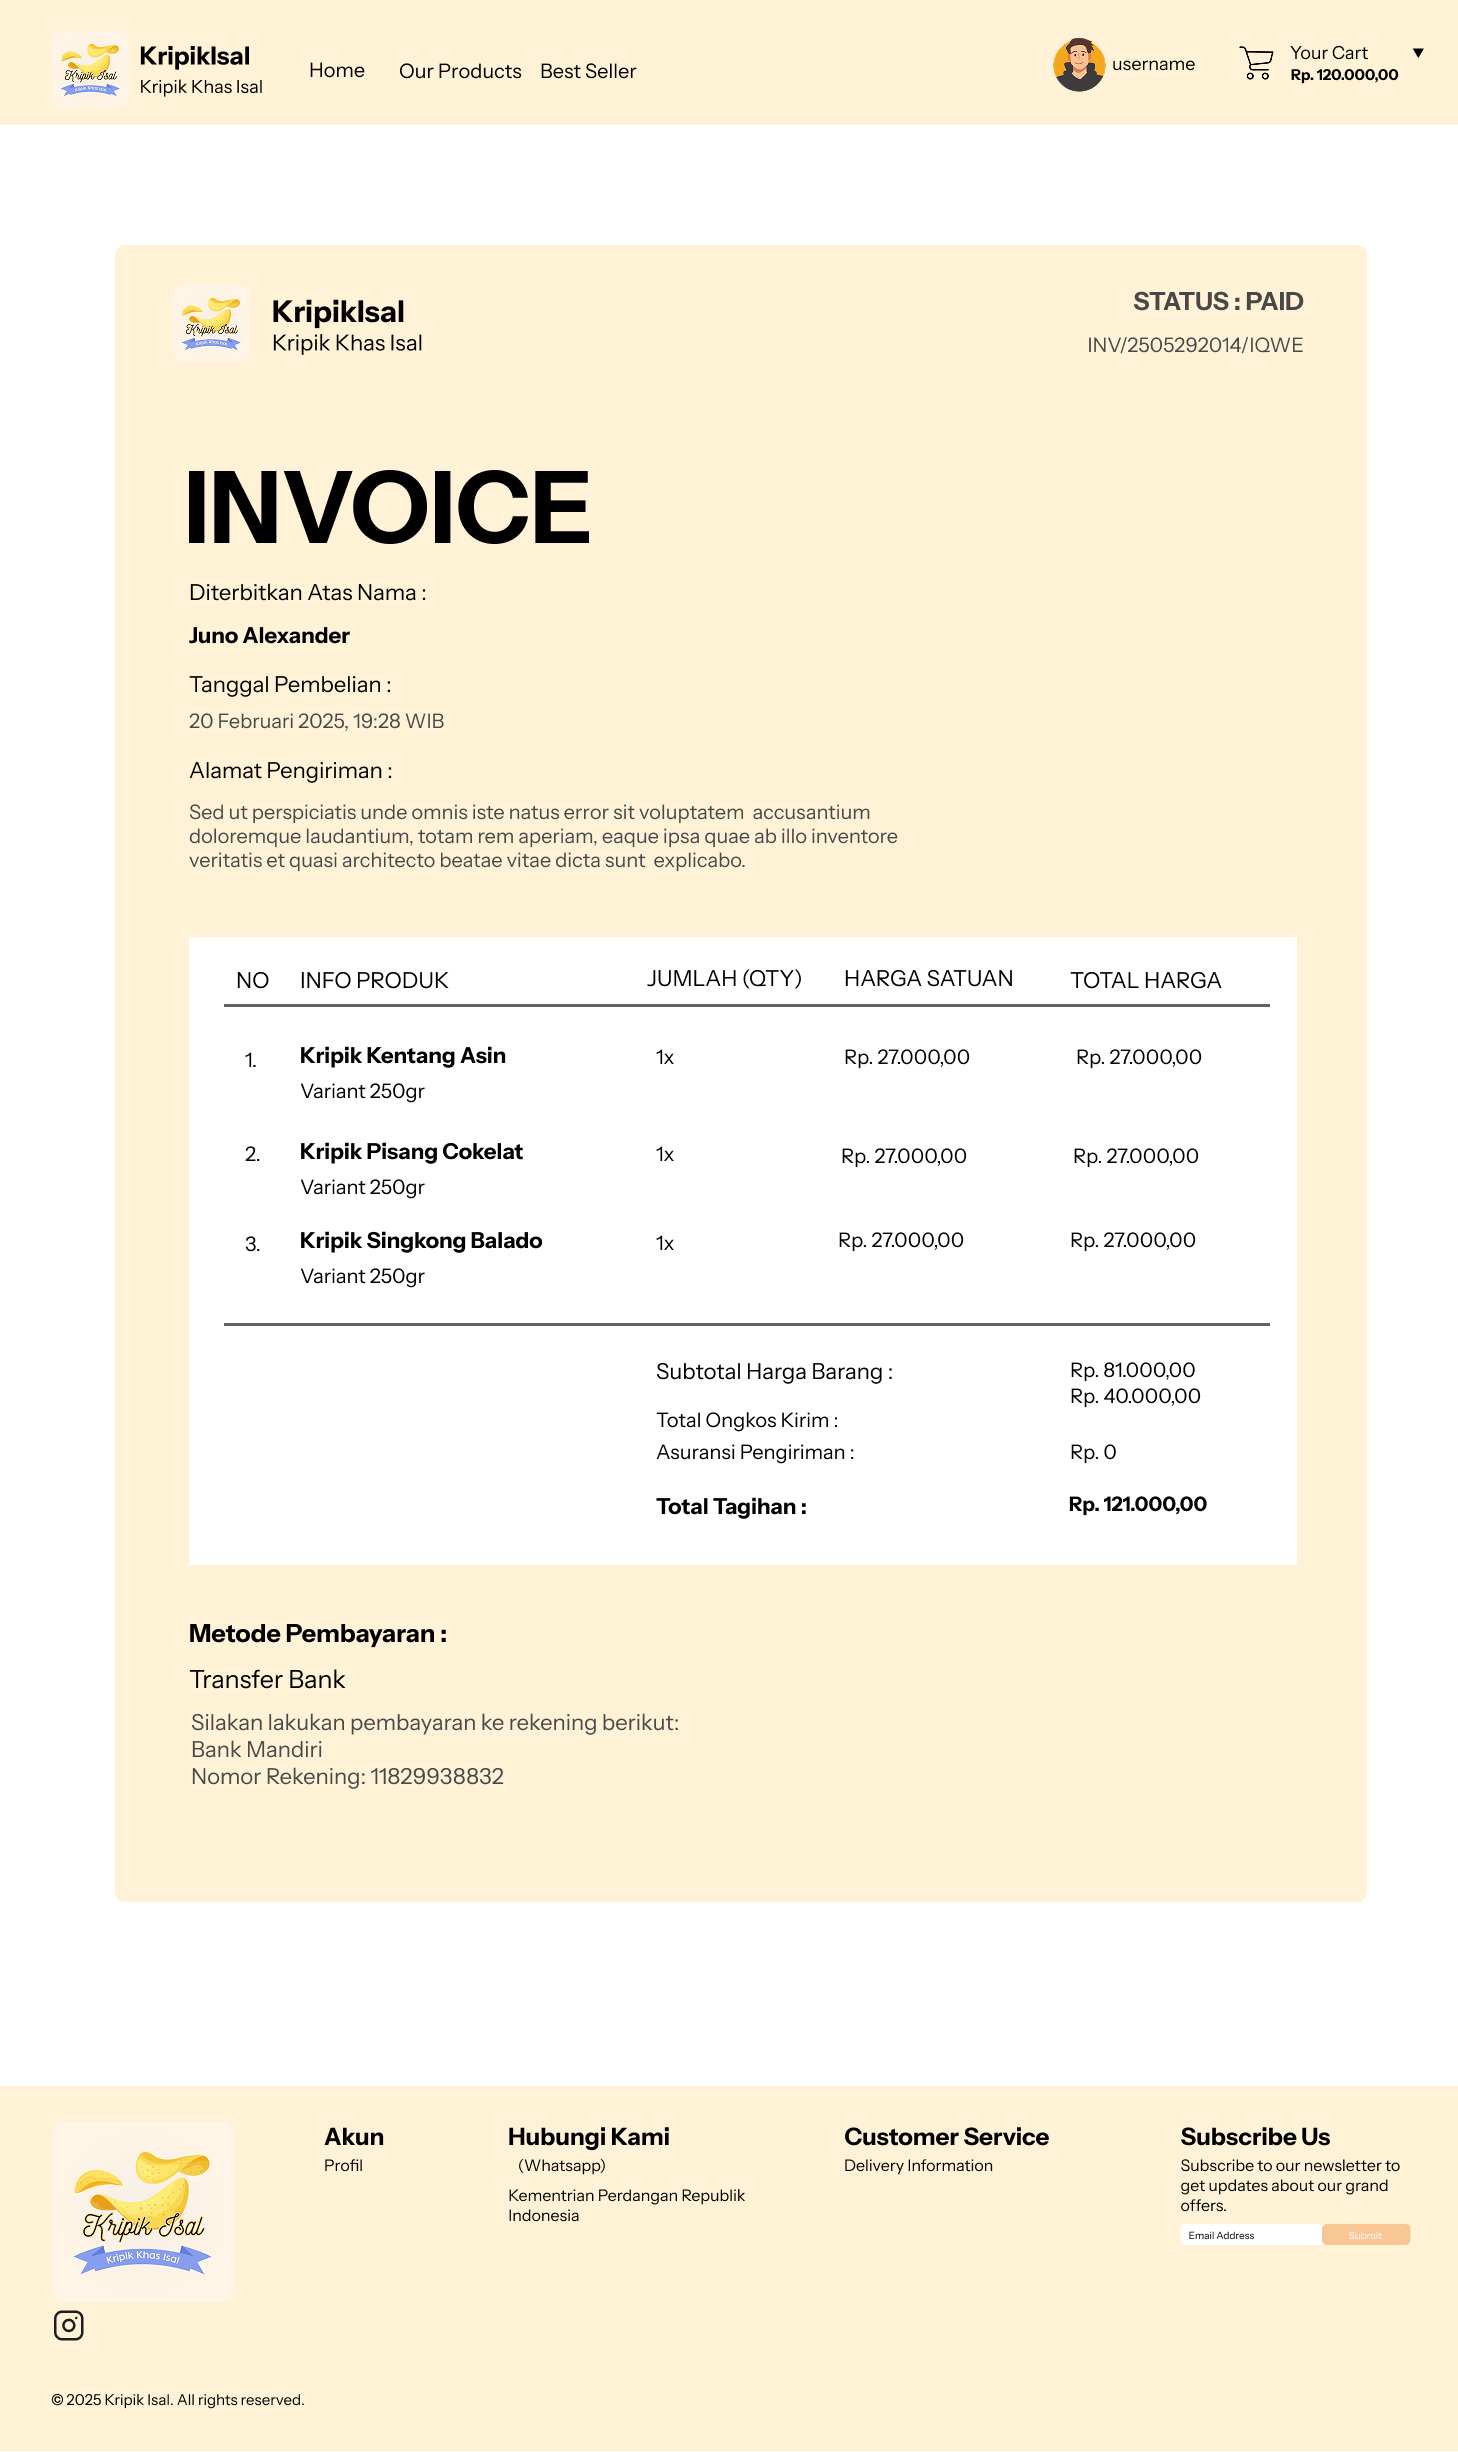 Kripik Isal
Kripik Khas Isal
KripikIsal
Kripik Khas Isal
Home
Our Products
Best Seller
username
Your Cart
▼
Rp. 120.000,00
Kripik Isal
Kripik Khas Isal
KripikIsal
Kripik Khas Isal
STATUS : PAID
INV/2505292014/IQWE
INVOICE
Diterbitkan Atas Nama :
Juno Alexander
Tanggal Pembelian :
20 Februari 2025, 19:28 WIB
Alamat Pengiriman :
Sed ut perspiciatis unde omnis iste natus error sit voluptatem  accusantium
doloremque laudantium, totam rem aperiam, eaque ipsa quae ab illo inventore
veritatis et quasi architecto beatae vitae dicta sunt  explicabo.
NO INFO PRODUK JUMLAH (QTY) HARGA SATUAN TOTAL HARGA
1. Kripik Kentang Asin 1x Rp. 27.000,00 Rp. 27.000,00
Variant 250gr
2. Kripik Pisang Cokelat 1x Rp. 27.000,00 Rp. 27.000,00
Variant 250gr
3. Kripik Singkong Balado 1x Rp. 27.000,00 Rp. 27.000,00
Variant 250gr
Subtotal Harga Barang : Rp. 81.000,00
Total Ongkos Kirim : Rp. 40.000,00
Asuransi Pengiriman : Rp. 0
Total Tagihan : Rp. 121.000,00
Metode Pembayaran :
Transfer Bank
Silakan lakukan pembayaran ke rekening berikut:
Bank Mandiri
Nomor Rekening: 11829938832
Kripik Isal
Kripik Khas Isal
Akun
Profil
Hubungi Kami
(Whatsapp)
Kementrian Perdangan Republik
Indonesia
Customer Service
Delivery Information
Subscribe Us
Subscribe to our newsletter to
get updates about our grand
offers.
Email Address
Submit
© 2025 Kripik Isal. All rights reserved.